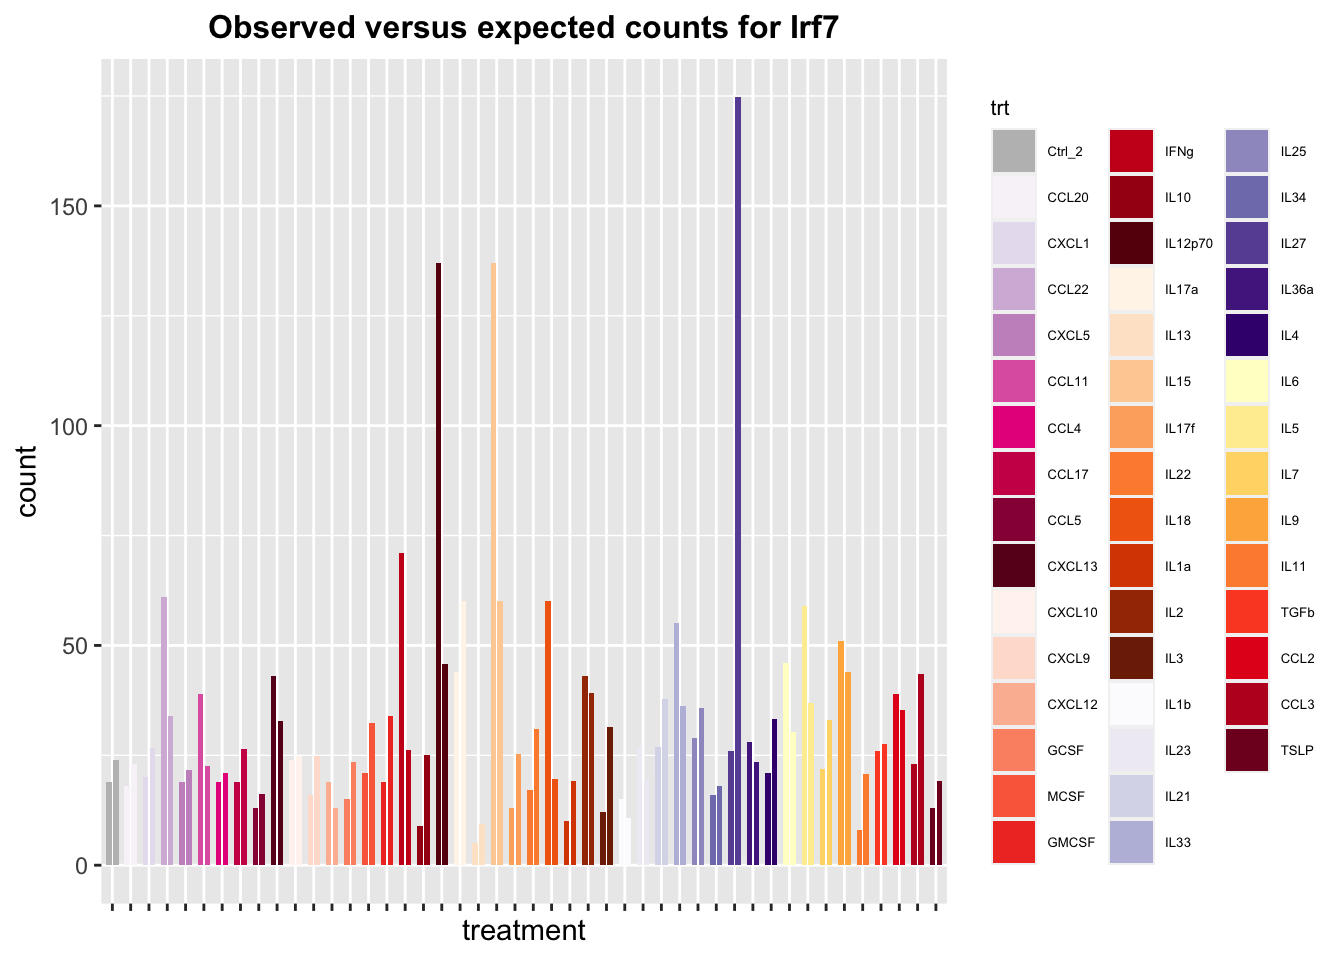 Observed versus expected counts for Irf7
count
150
100
50
0
treatment
trt
Ctrl_2
CCL20
CXCL1
CCL22
CXCL5
CCL11
CCL4
CCL17
CCL5
CXCL13
CXCL10
CXCL9
CXCL12
GCSF
MCSF
GMCSF
IFNg
IL10
IL12p70
IL17a
IL13
IL15
IL17f
IL22
IL18
IL1a
IL2
IL3
IL1b
IL23
IL21
IL33
IL25
IL34
IL27
IL36a
IL4
IL6
IL5
IL7
IL9
IL11
TGFb
CCL2
CCL3
TSLP